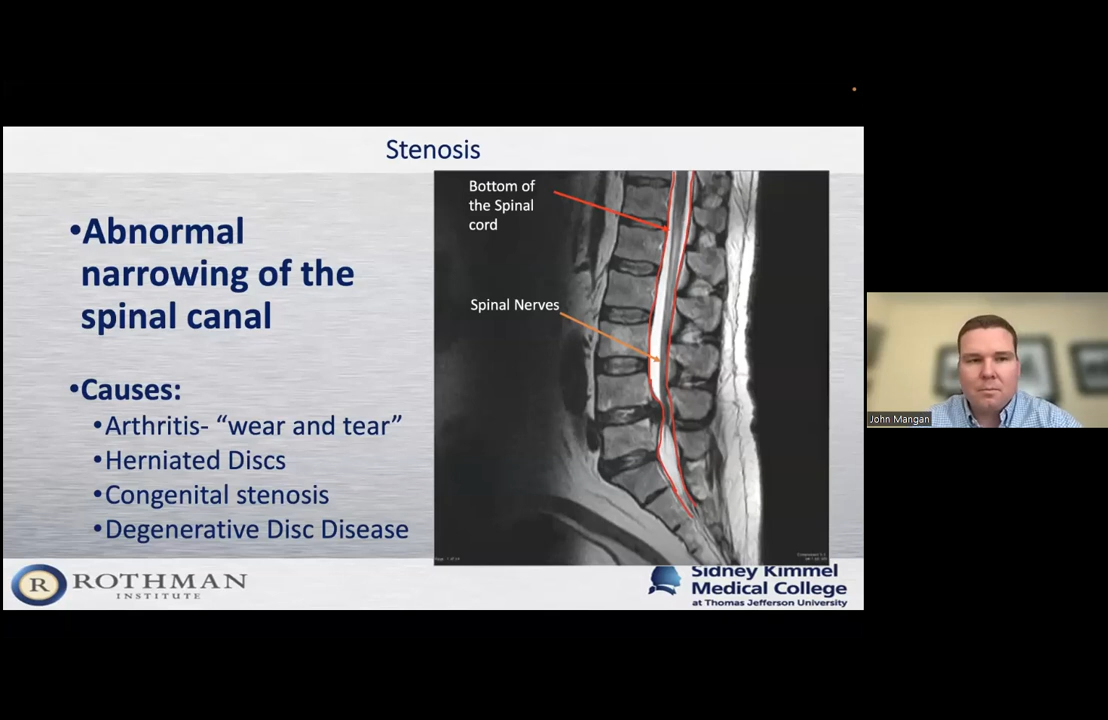 Stenosis
•Abnormal
narrowing of the
spinal canal
•Causes:
•Arthritis- “wear and tear”
•Herniated Discs
•Congenital stenosis
•Degenerative Disc Disease
Bottom of
the Spinal
cord
Spinal Nerves
R ROTHMAN
INSTITUTE
Sidney Kimmel
Medical College
at Thomas Jefferson University
John Mangan